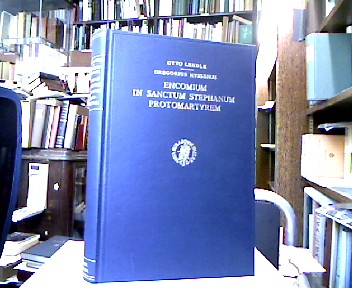 OTTO LENDLE
GREGORIUS NYSSENUS
ENCOMIUM
IN SANCTUM STEPHANUM
PROTOMARTYREM